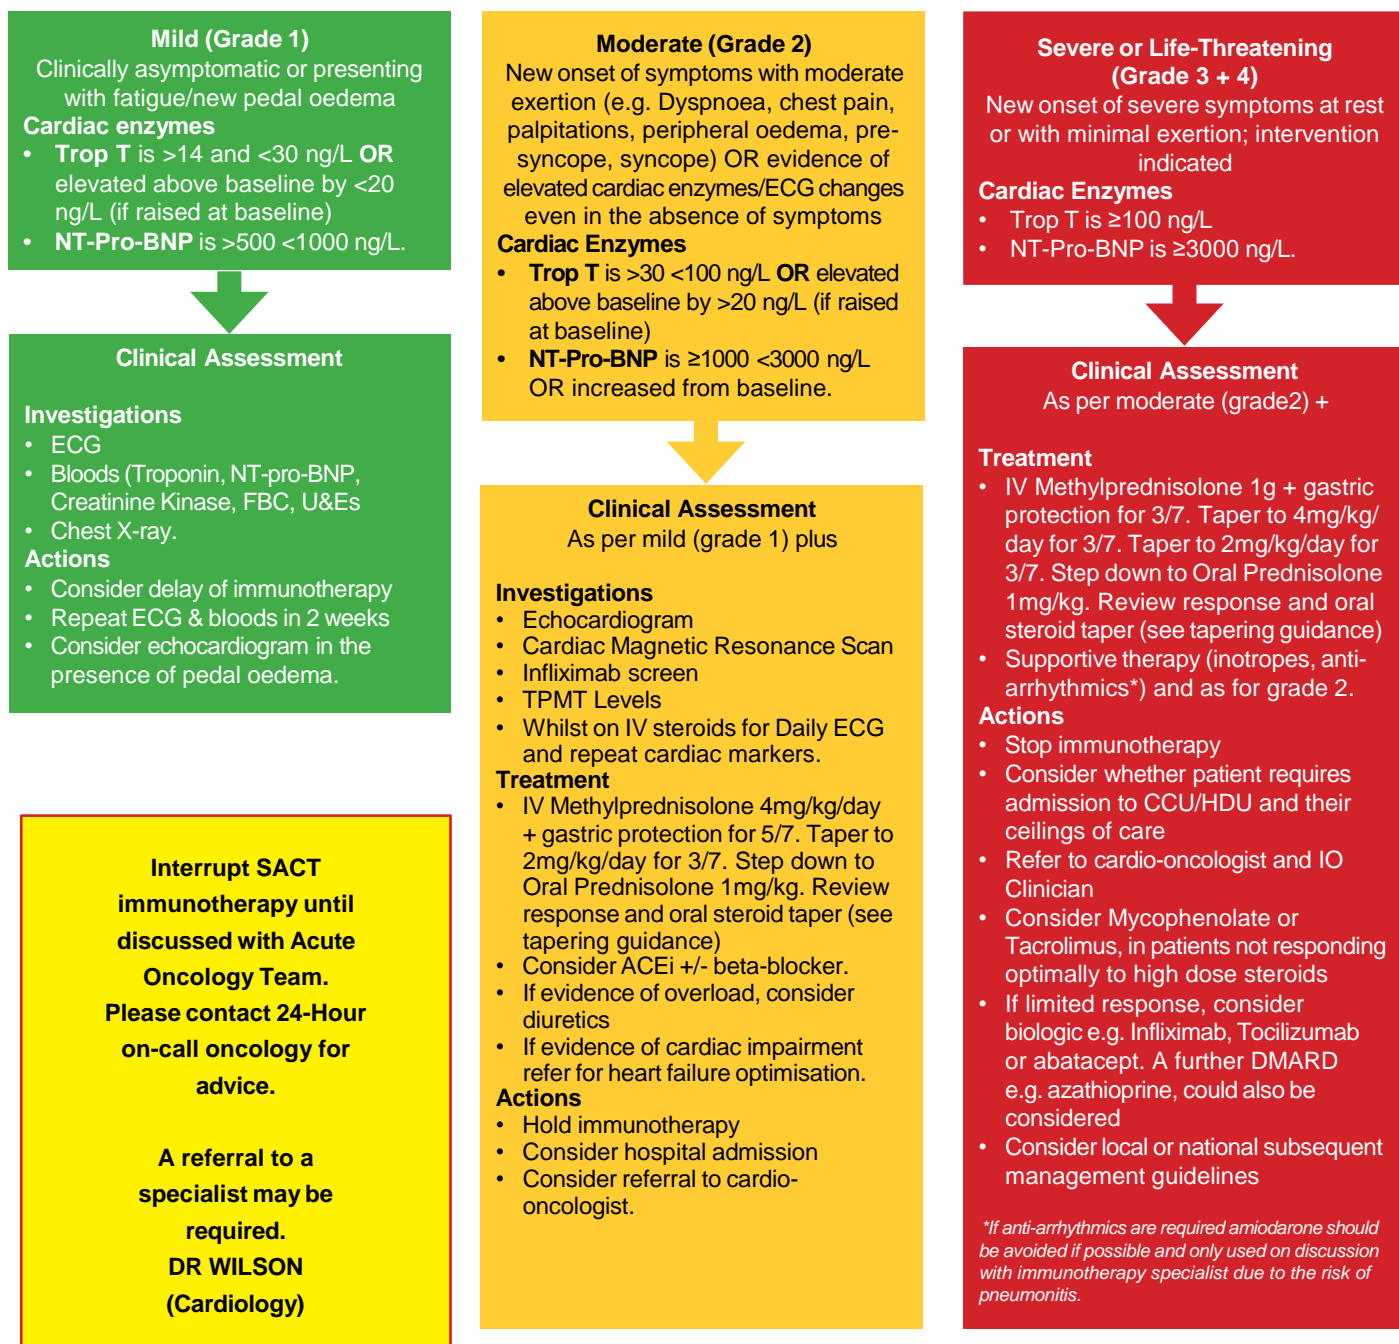 Mild (Grade 1)
Clinically asymptomatic or presenting
with fatigue/new pedal oedema
Cardiac enzymes
• Trop T is >14 and <30 ng/L OR
elevated above baseline by <20
ng/L (if raised at baseline)
• NT-Pro-BNP is >500 <1000 ng/L.
Clinical Assessment
Investigations
• ECG
• Bloods (Troponin, NT-pro-BNP,
Creatinine Kinase, FBC, U&Es
• Chest X-ray.
Actions
• Consider delay of immunotherapy
• Repeat ECG & bloods in 2 weeks
• Consider echocardiogram in the
presence of pedal oedema.
Interrupt SACT
immunotherapy until
discussed with Acute
Oncology Team.
Please contact 24-Hour
on-call oncology for
advice.
A referral to a
specialist may be
required.
DR WILSON
(Cardiology)
Moderate (Grade 2)
New onset of symptoms with moderate
exertion (e.g. Dyspnoea, chest pain,
palpitations, peripheral oedema, pre-
syncope, syncope) OR evidence of
elevated cardiac enzymes/ECG changes
even in the absence of symptoms
Cardiac Enzymes
• Trop T is >30 <100 ng/L OR elevated
above baseline by >20 ng/L (if raised
at baseline)
• NT-Pro-BNP is ≥1000 <3000 ng/L
OR increased from baseline.
Clinical Assessment
As per mild (grade 1) plus
Investigations
• Echocardiogram
• Cardiac Magnetic Resonance Scan
• Infliximab screen
• TPMT Levels
• Whilst on IV steroids for Daily ECG
and repeat cardiac markers.
Treatment
• IV Methylprednisolone 4mg/kg/day
+ gastric protection for 5/7. Taper to
2mg/kg/day for 3/7. Step down to
Oral Prednisolone 1mg/kg. Review
response and oral steroid taper (see
tapering guidance)
• Consider ACEi +/- beta-blocker.
• If evidence of overload, consider
diuretics
• If evidence of cardiac impairment
refer for heart failure optimisation.
Actions
• Hold immunotherapy
• Consider hospital admission
• Consider referral to cardio-
oncologist.
Severe or Life-Threatening
(Grade 3 + 4)
New onset of severe symptoms at rest
or with minimal exertion; intervention
indicated
Cardiac Enzymes
• Trop T is ≥100 ng/L
• NT-Pro-BNP is ≥3000 ng/L.
Clinical Assessment
As per moderate (grade2) +
Treatment
• IV Methylprednisolone 1g + gastric
protection for 3/7. Taper to 4mg/kg/
day for 3/7. Taper to 2mg/kg/day for
3/7. Step down to Oral Prednisolone
1mg/kg. Review response and oral
steroid taper (see tapering guidance)
• Supportive therapy (inotropes, anti-
arrhythmics*) and as for grade 2.
Actions
• Stop immunotherapy
• Consider whether patient requires
admission to CCU/HDU and their
ceilings of care
• Refer to cardio-oncologist and IO
Clinician
• Consider Mycophenolate or
Tacrolimus, in patients not responding
optimally to high dose steroids
• If limited response, consider
biologic e.g. Infliximab, Tocilizumab
or abatacept. A further DMARD
e.g. azathioprine, could also be
considered
• Consider local or national subsequent
management guidelines
*If anti-arrhythmics are required amiodarone should
be avoided if possible and only used on discussion
with immunotherapy specialist due to the risk of
pneumonitis.